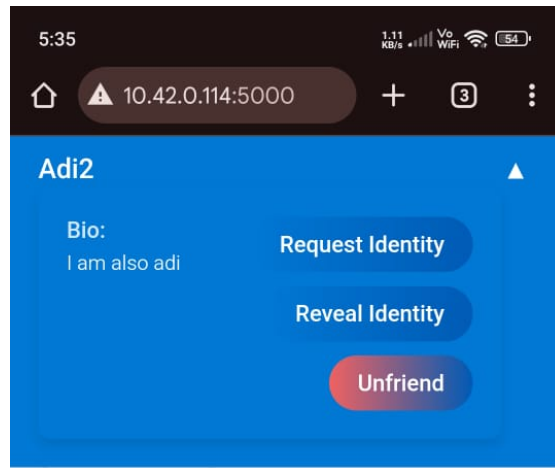 5:35
1.11
KB/s
Vo
WiFi
54
10.42.0.114:5000
3
Adi2
Bio:
I am also adi
Request Identity
Reveal Identity
Unfriend